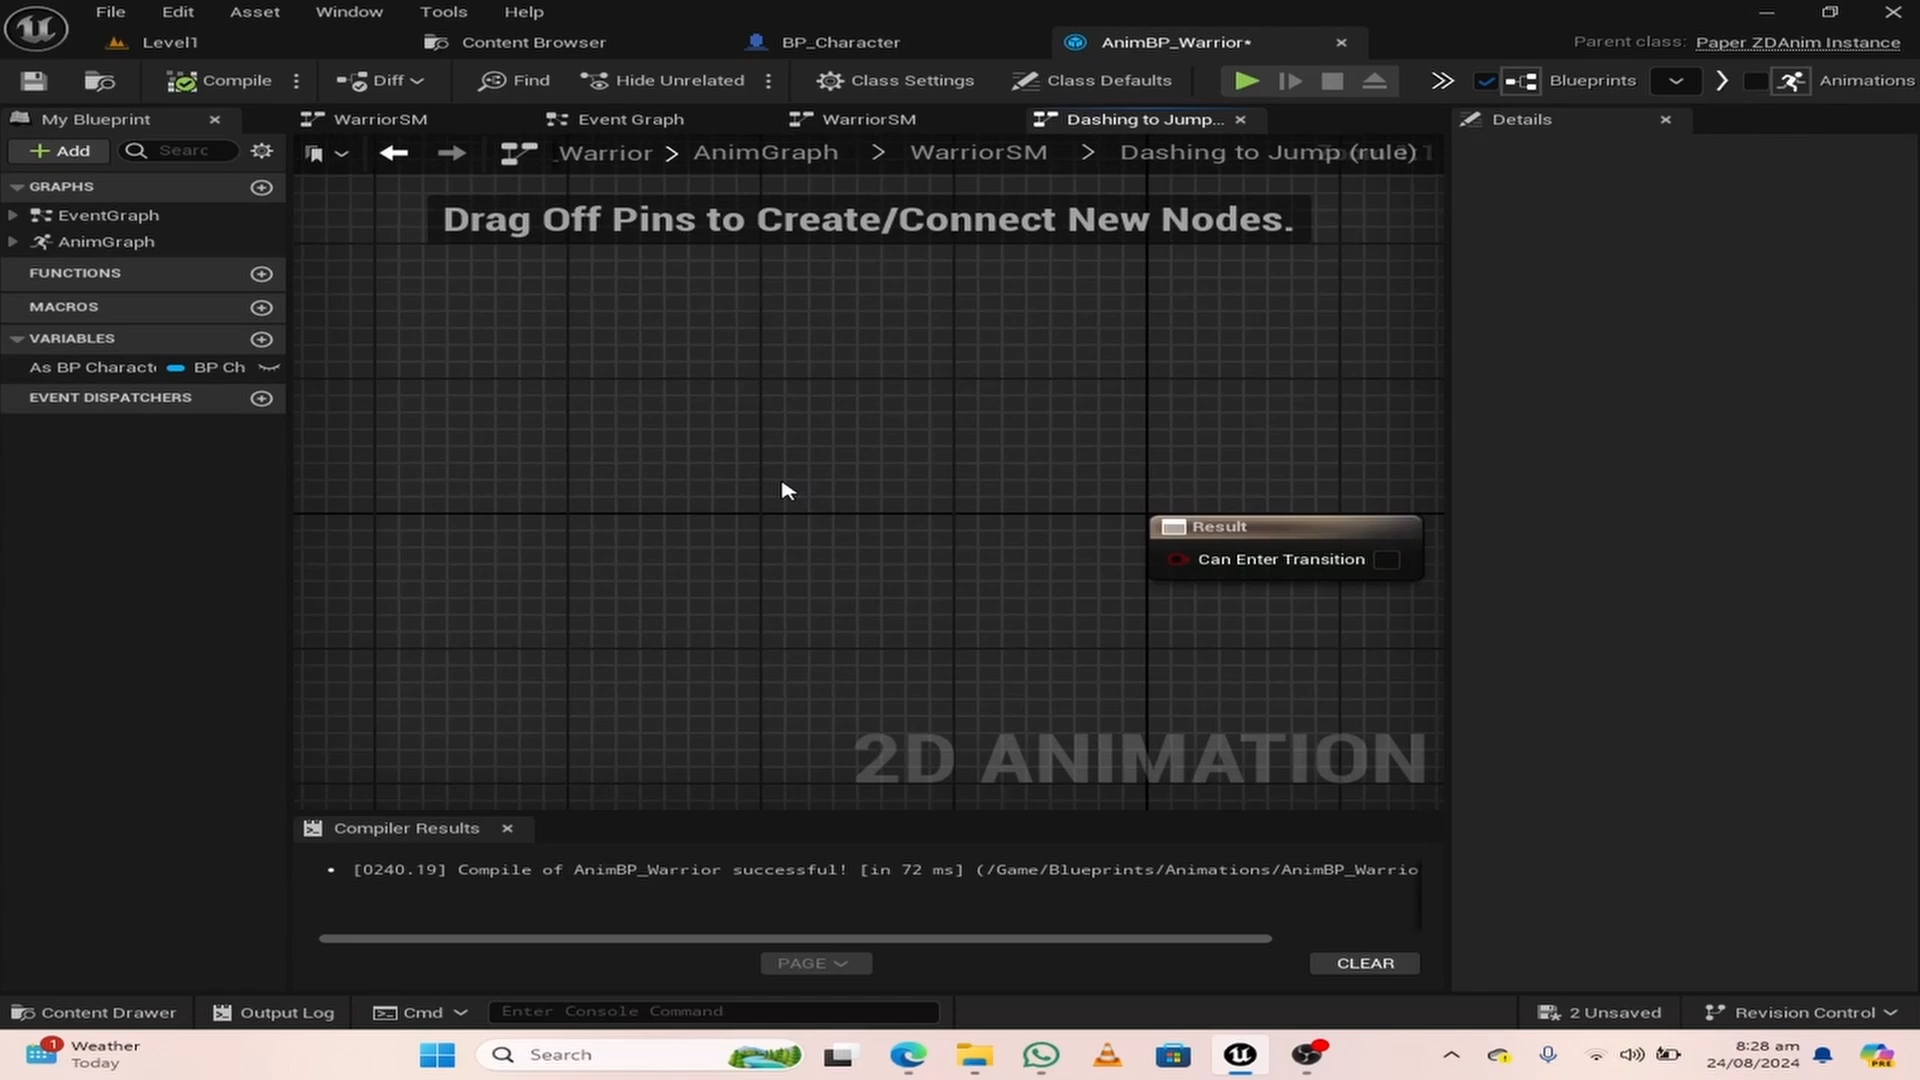 File Edit Asset Window Tools Help
Level1 Content Browser BP_Character AnimBP_Warrior* Parent class: Paper ZDAnim Instance
Compile Diff Find Hide Unrelated Class Settings Class Defaults Blueprints Animations
My Blueprint WarriorSM Event Graph WarriorSM Dashing to Jump... Details
Add Searc _Warrior > AnimGraph > WarriorSM > Dashing to Jump (rule)
GRAPHS
Drag Off Pins to Create/Connect New Nodes.
EventGraph
AnimGraph
FUNCTIONS
MACROS
VARIABLES
As BP Characte BP Ch
EVENT DISPATCHERS
Result
Can Enter Transition
2D ANIMATION
Compiler Results
• [0240.19] Compile of AnimBP_Warrior successful! [in 72 ms] (/Game/Blueprints/Animations/AnimBP_Warrio
PAGE CLEAR
Content Drawer Output Log Cmd Enter Console Command 2 Unsaved Revision Control
1 Weather
Today
Search
PRE
8:28 am
24/08/2024